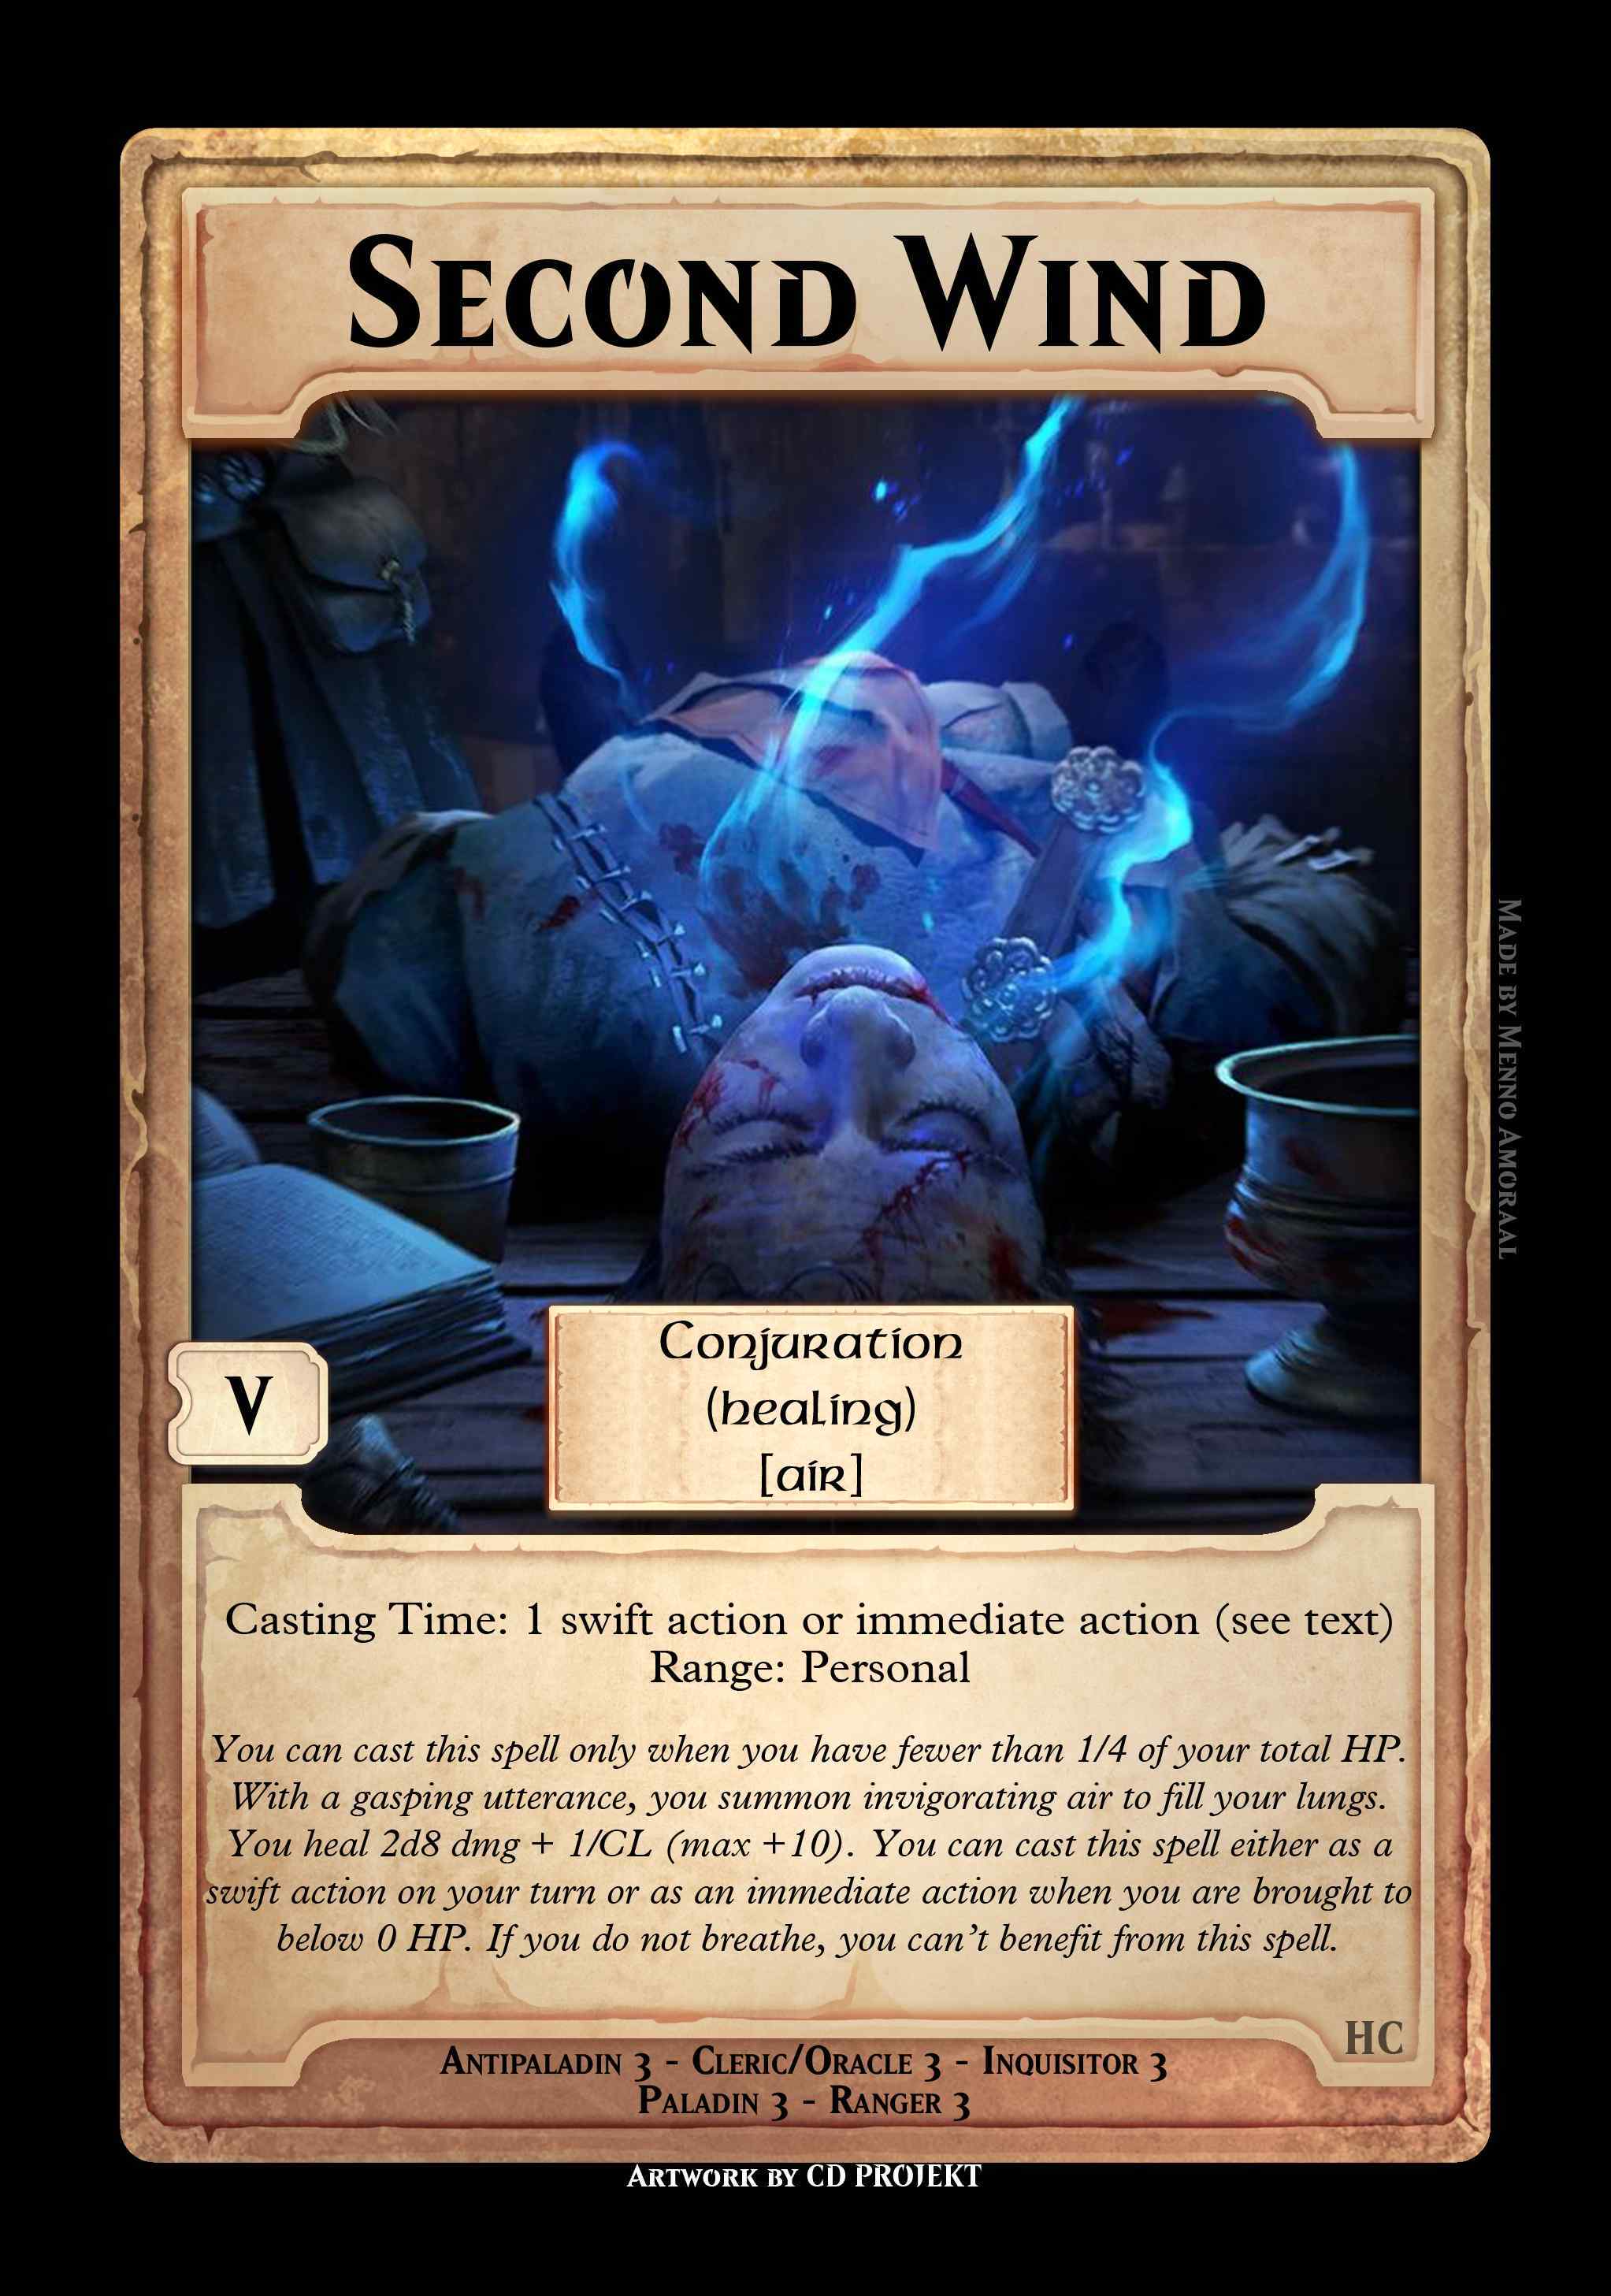 Second Wind
Made by Menno Amoraal
Conjuration
(healing)
[air]
V
Casting Time: 1 swift action or immediate action (see text)
Range: Personal
You can cast this spell only when you have fewer than 1/4 of your total HP.
With a gasping utterance, you summon invigorating air to fill your lungs.
You heal 2d8 dmg + 1/CL (max +10). You can cast this spell either as a
swift action on your turn or as an immediate action when you are brought to
below 0 HP. If you do not breathe, you can't benefit from this spell.
HC
Antipaladin 3 - Cleric/Oracle 3 - Inquisitor 3
Paladin 3 - Ranger 3
Artwork by CD PROJEKT